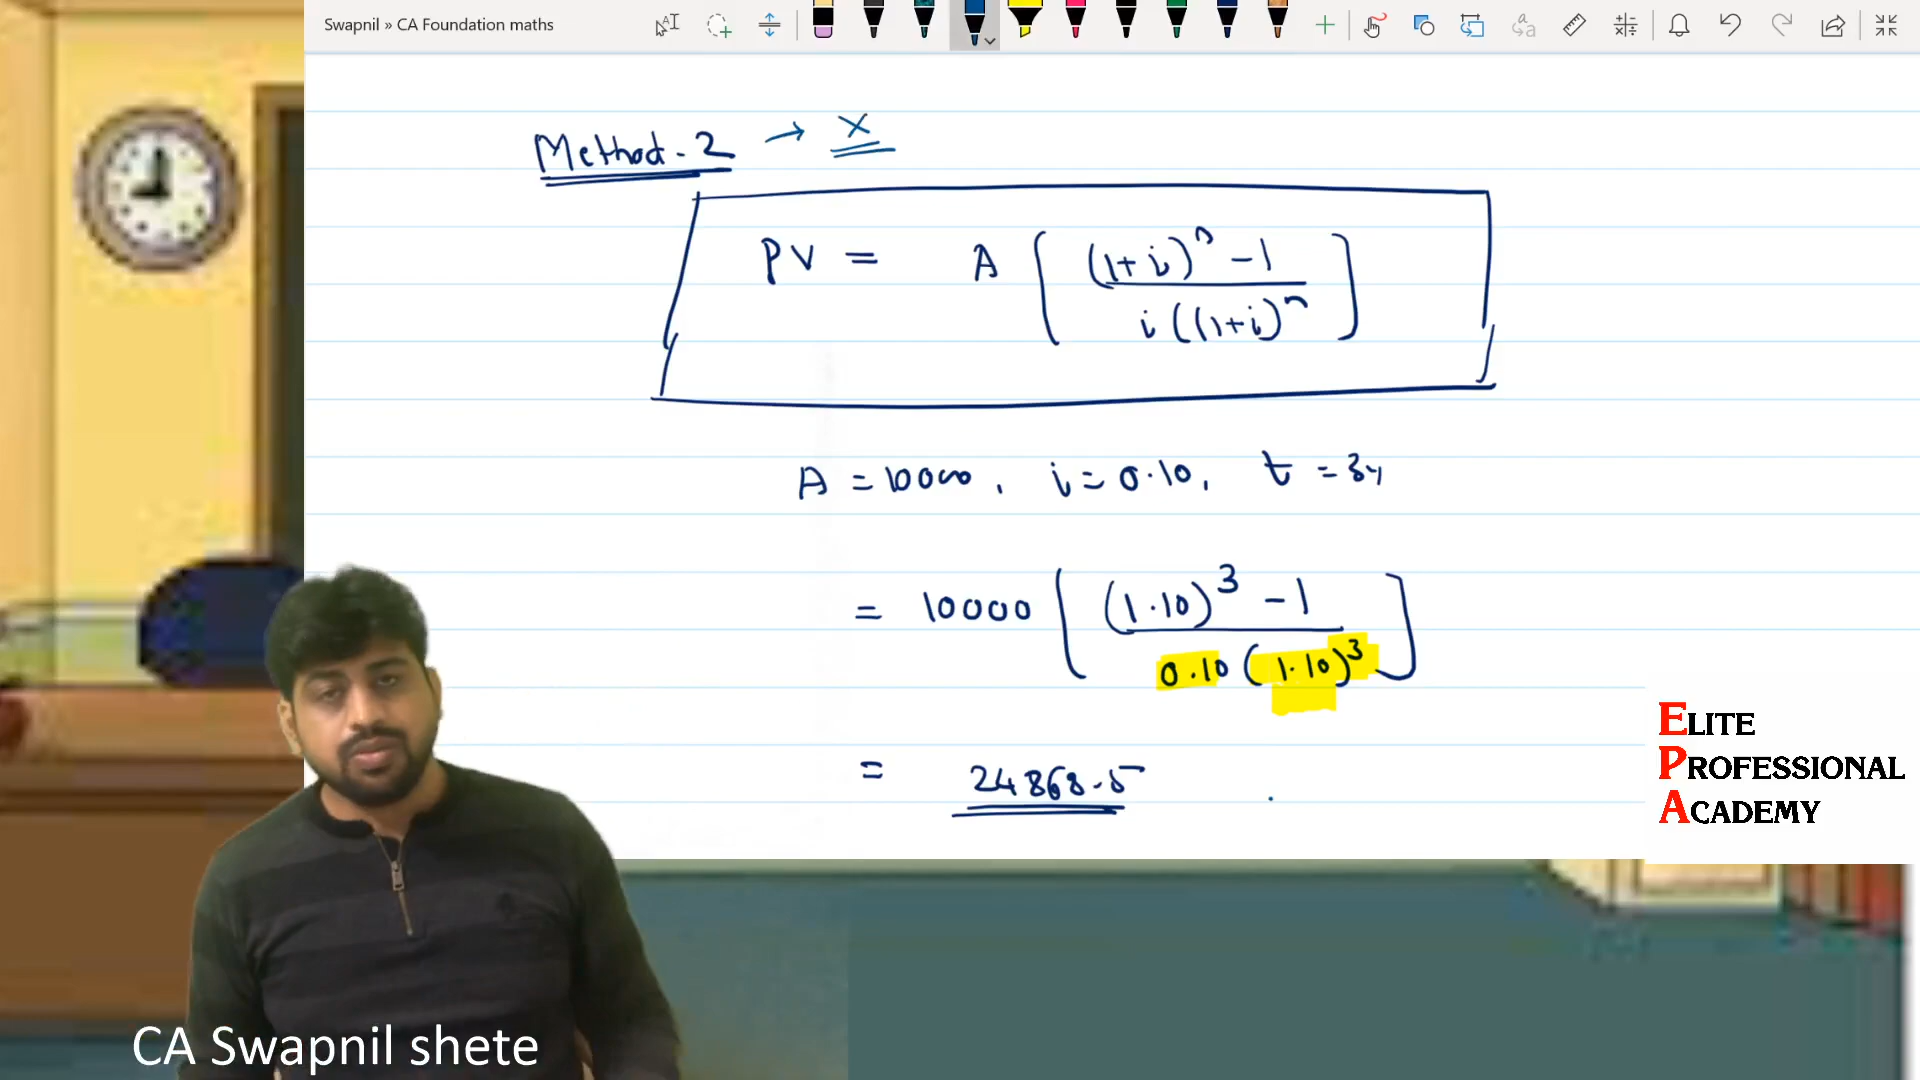 Swapnil » CA Foundation maths
Method-2 → X
PV = A [ (1+i)^n - 1 / i((1+i)^n ]
A = 10000, i = 0.10, t = 3y
= 10000 [ (1.10)^3 - 1 / 0.10 (1.10)^3 ]
= 24868.5
ELITE
PROFESSIONAL
ACADEMY
CA Swapnil shete